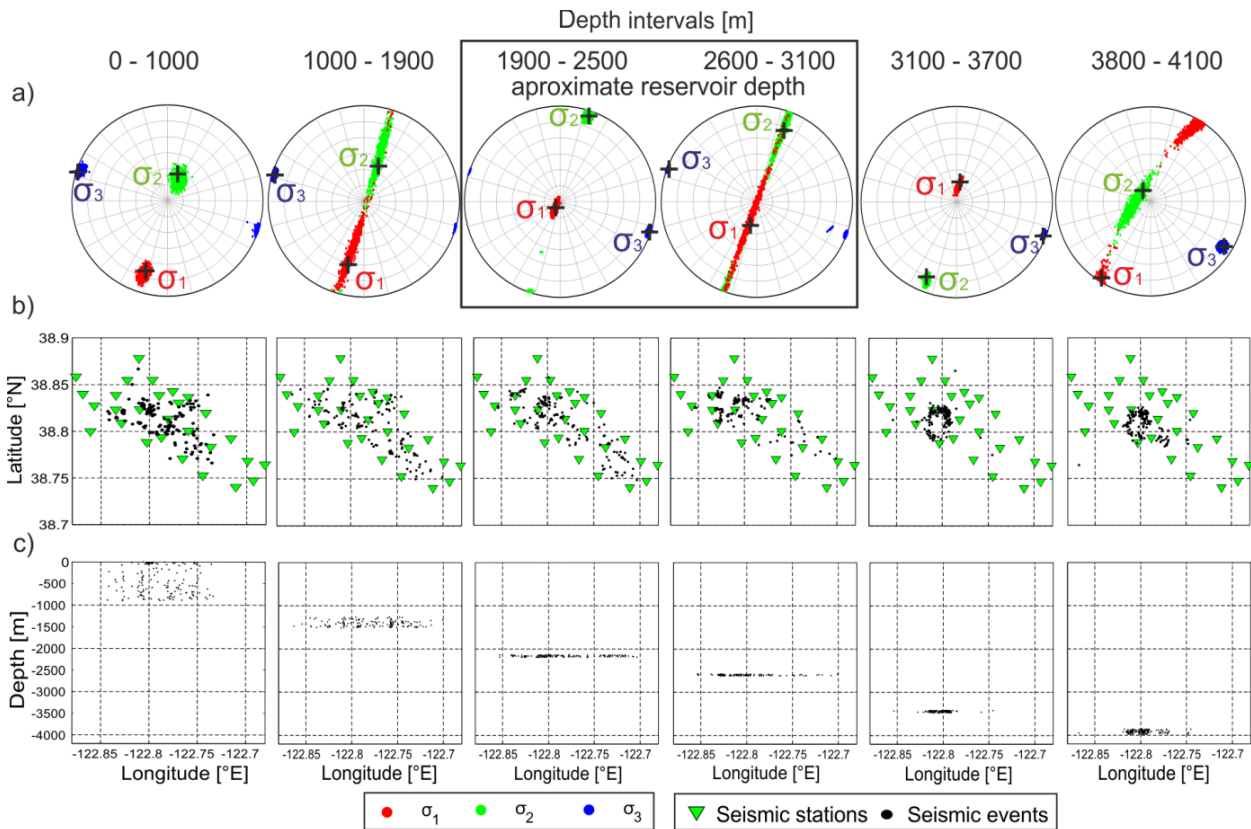 Depth intervals [m]
0 - 1000
1000 - 1900
1900 - 2500
2600 - 3100
3100 - 3700
3800 - 4100
aproximate reservoir depth
a)
σ3
σ2
σ1
σ3
σ2
σ1
σ2
σ1
σ3
σ3
σ2
σ1
σ1
σ3
σ2
σ2
σ3
σ1
b)
Latitude [°N]
38.9
38.85
38.8
38.75
38.7
c)
Depth [m]
0
-500
-1000
-1500
-2000
-2500
-3000
-3500
-4000
-122.85 -122.8 -122.75 -122.7
-122.85 -122.8 -122.75 -122.7
-122.85 -122.8 -122.75 -122.7
-122.85 -122.8 -122.75 -122.7
-122.85 -122.8 -122.75 -122.7
-122.85 -122.8 -122.75 -122.7
Longitude [°E]
Longitude [°E]
Longitude [°E]
Longitude [°E]
Longitude [°E]
Longitude [°E]
σ1
σ2
σ3
Seismic stations
Seismic events